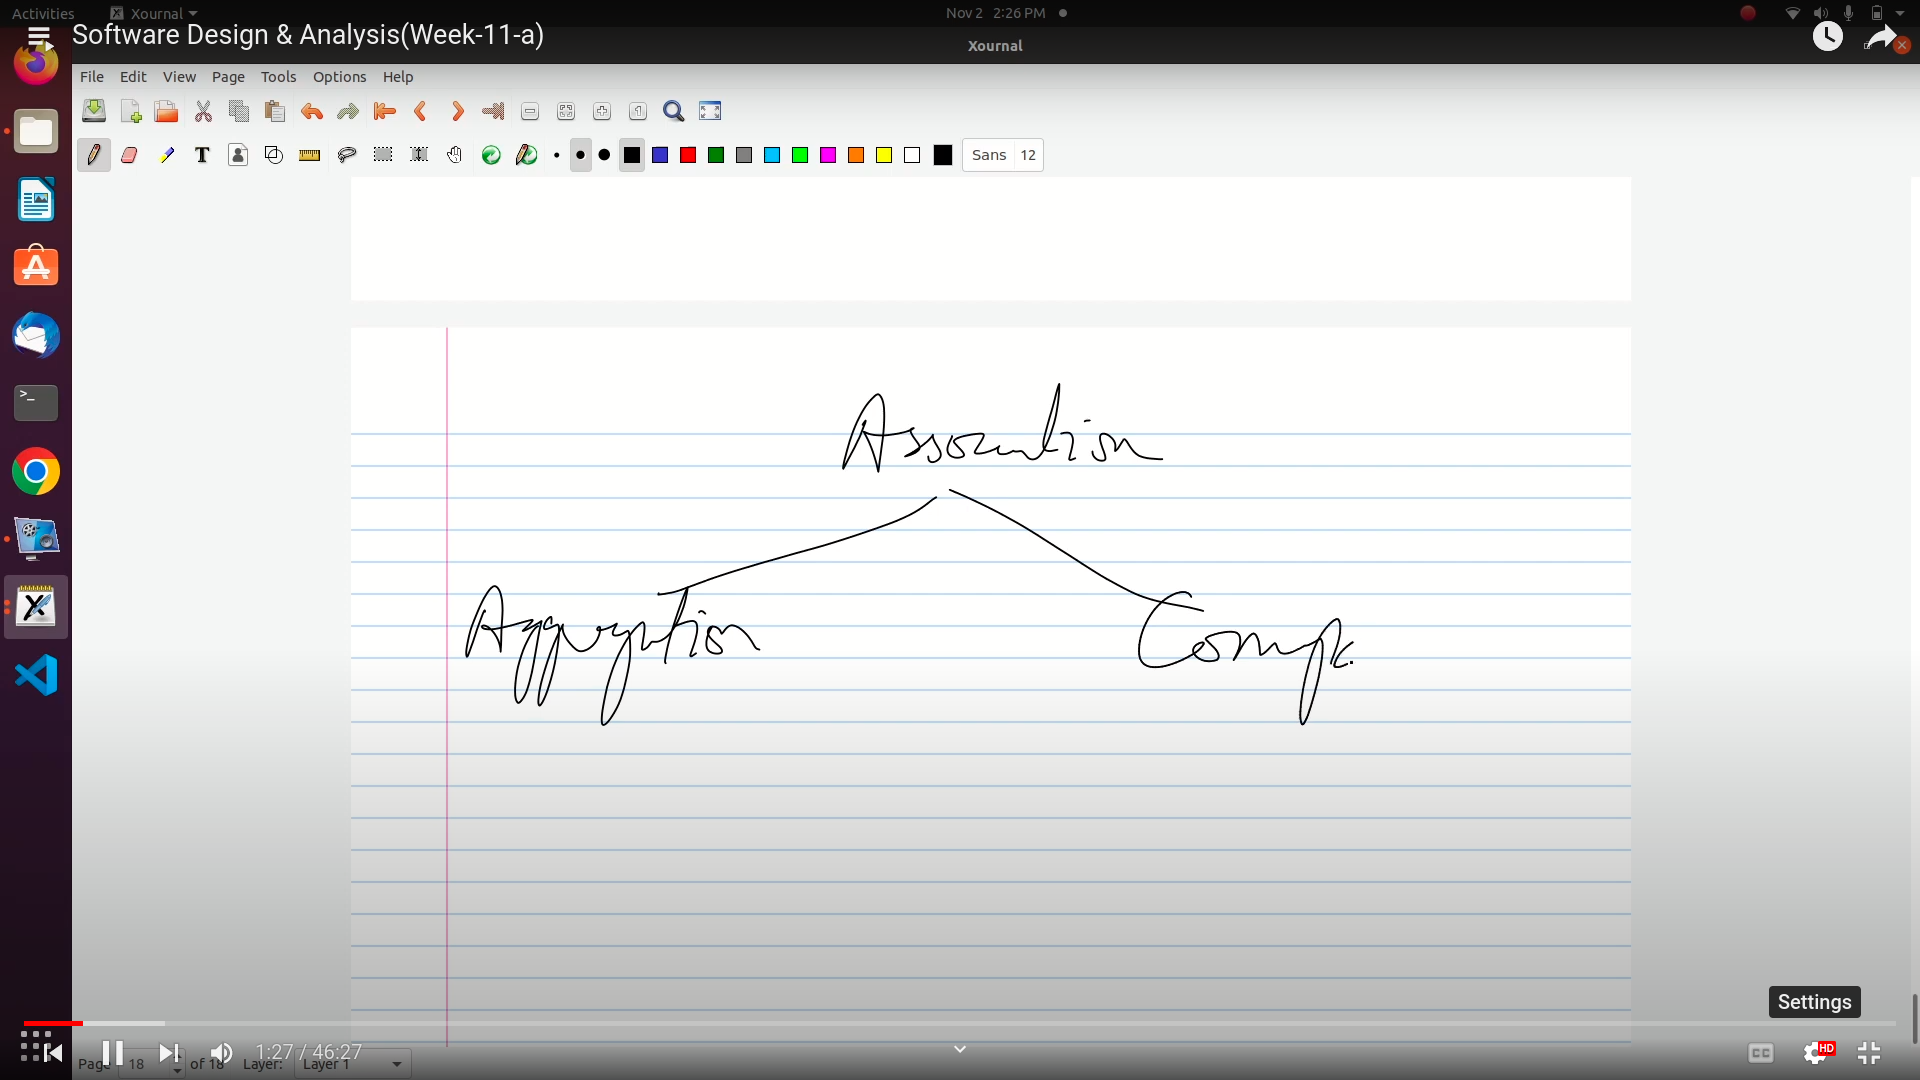 Activities Xournal Nov 2 2:26 PM
Software Design & Analysis(Week-11-a)
Xournal
File Edit View Page Tools Options Help
T Sans 12
Association
Aggregation Comp
Settings
1:27 / 46:27 CC HD
Page 18 of 18 Layer: Layer 1